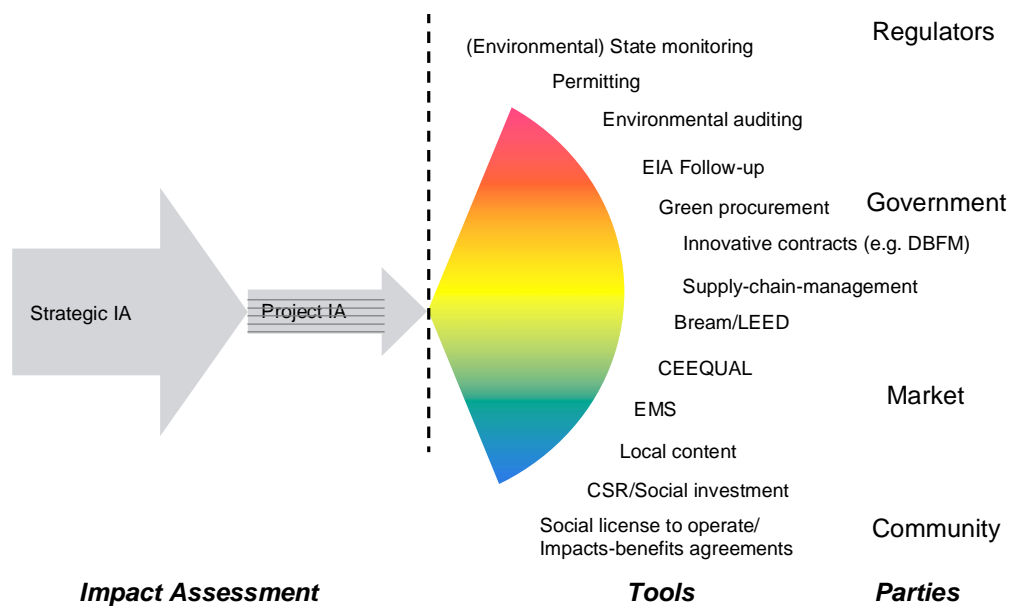 Regulators
(Environmental) State monitoring
Permitting
Environmental auditing
EIA Follow-up
Green procurement
Government
Innovative contracts (e.g. DBFM)
Supply-chain-management
Strategic IA
Project IA
Bream/LEED
CEEQUAL
Market
EMS
Local content
CSR/Social investment
Social license to operate/
Impacts-benefits agreements
Community
Impact Assessment
Tools
Parties